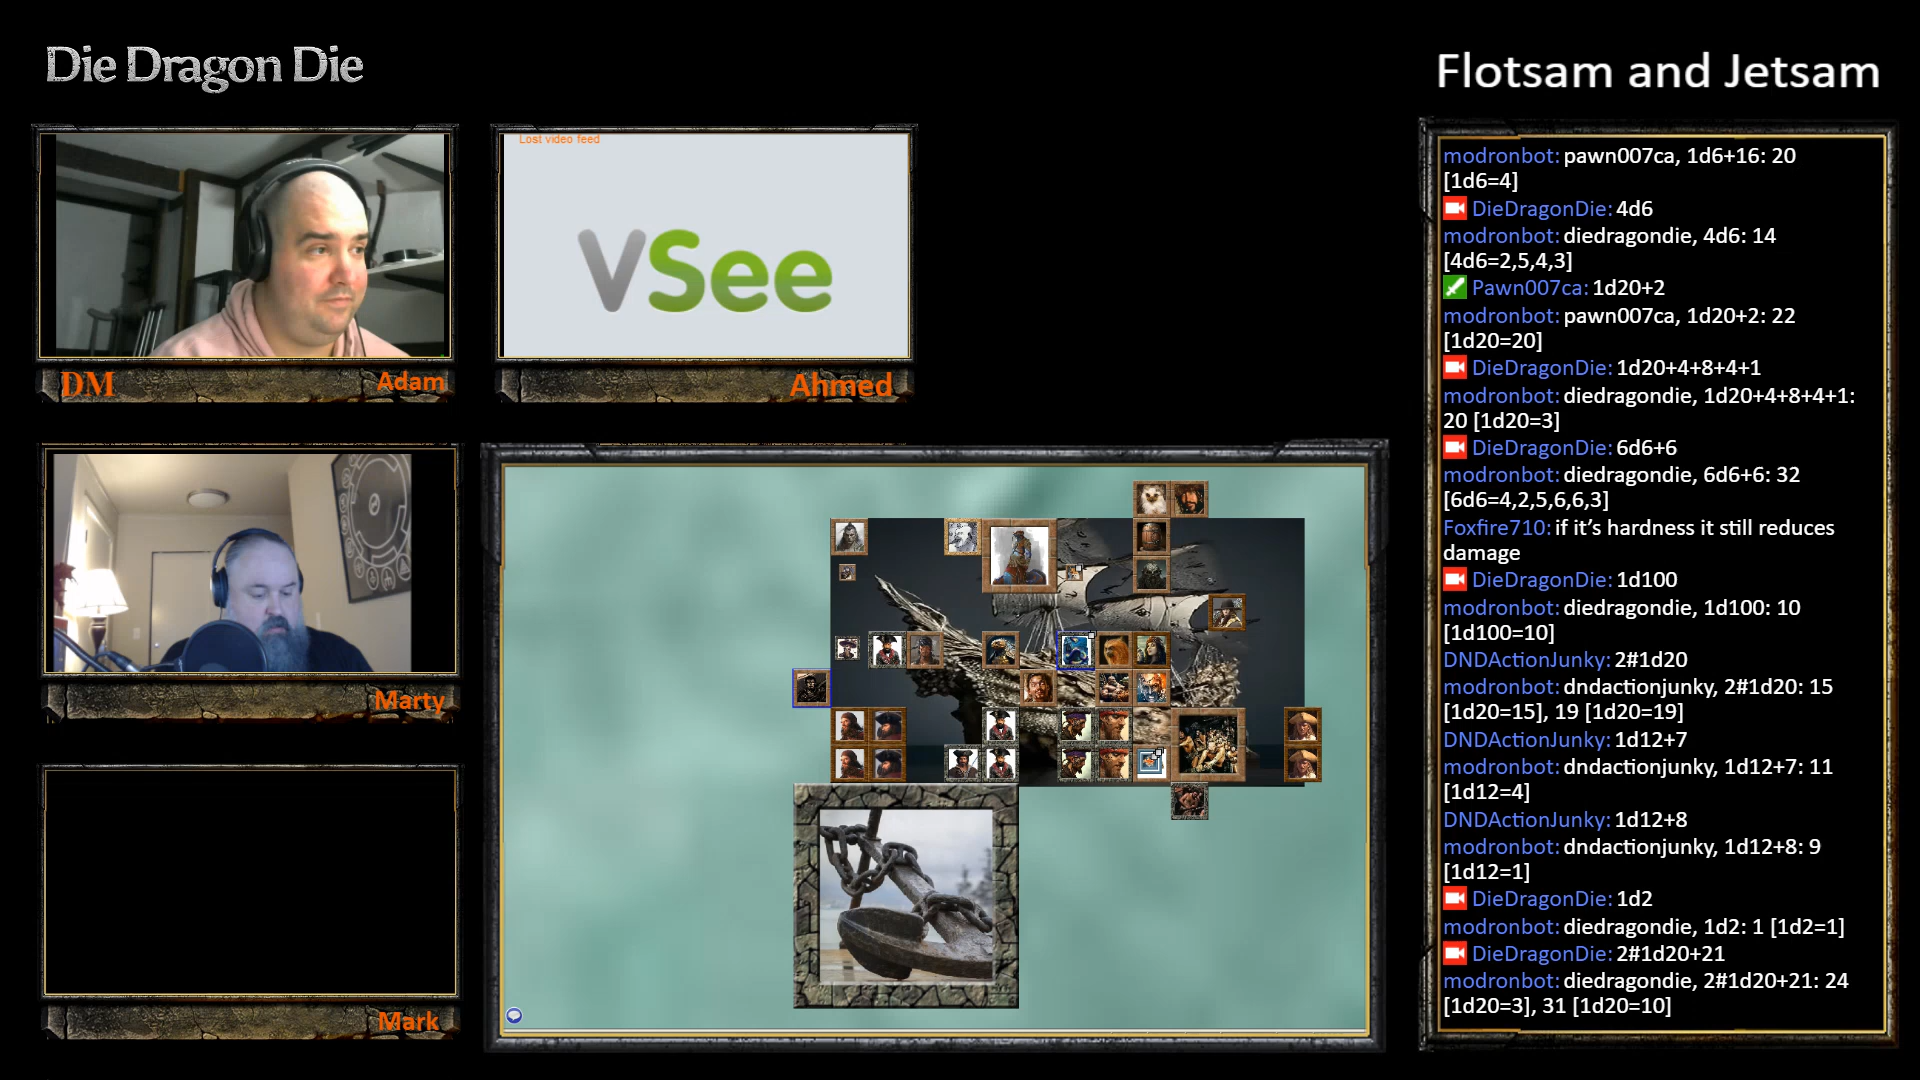 Die Dragon Die
Flotsam and Jetsam
Lost video feed
VSee
DM Adam
Ahmed
Marty
Mark
modronbot: pawn007ca, 1d6+16: 20
[1d6=4]
DieDragonDie: 4d6
modronbot: diedragondie, 4d6: 14
[4d6=2,5,4,3]
Pawn007ca: 1d20+2
modronbot: pawn007ca, 1d20+2: 22
[1d20=20]
DieDragonDie: 1d20+4+8+4+1
modronbot: diedragondie, 1d20+4+8+4+1:
20 [1d20=3]
DieDragonDie: 6d6+6
modronbot: diedragondie, 6d6+6: 32
[6d6=4,2,5,6,6,3]
Foxfire710: if it’s hardness it still reduces
damage
DieDragonDie: 1d100
modronbot: diedragondie, 1d100: 10
[1d100=10]
DNDActionJunky: 2#1d20
modronbot: dndactionjunky, 2#1d20: 15
[1d20=15], 19 [1d20=19]
DNDActionJunky: 1d12+7
modronbot: dndactionjunky, 1d12+7: 11
[1d12=4]
DNDActionJunky: 1d12+8
modronbot: dndactionjunky, 1d12+8: 9
[1d12=1]
DieDragonDie: 1d2
modronbot: diedragondie, 1d2: 1 [1d2=1]
DieDragonDie: 2#1d20+21
modronbot: diedragondie, 2#1d20+21: 24
[1d20=3], 31 [1d20=10]